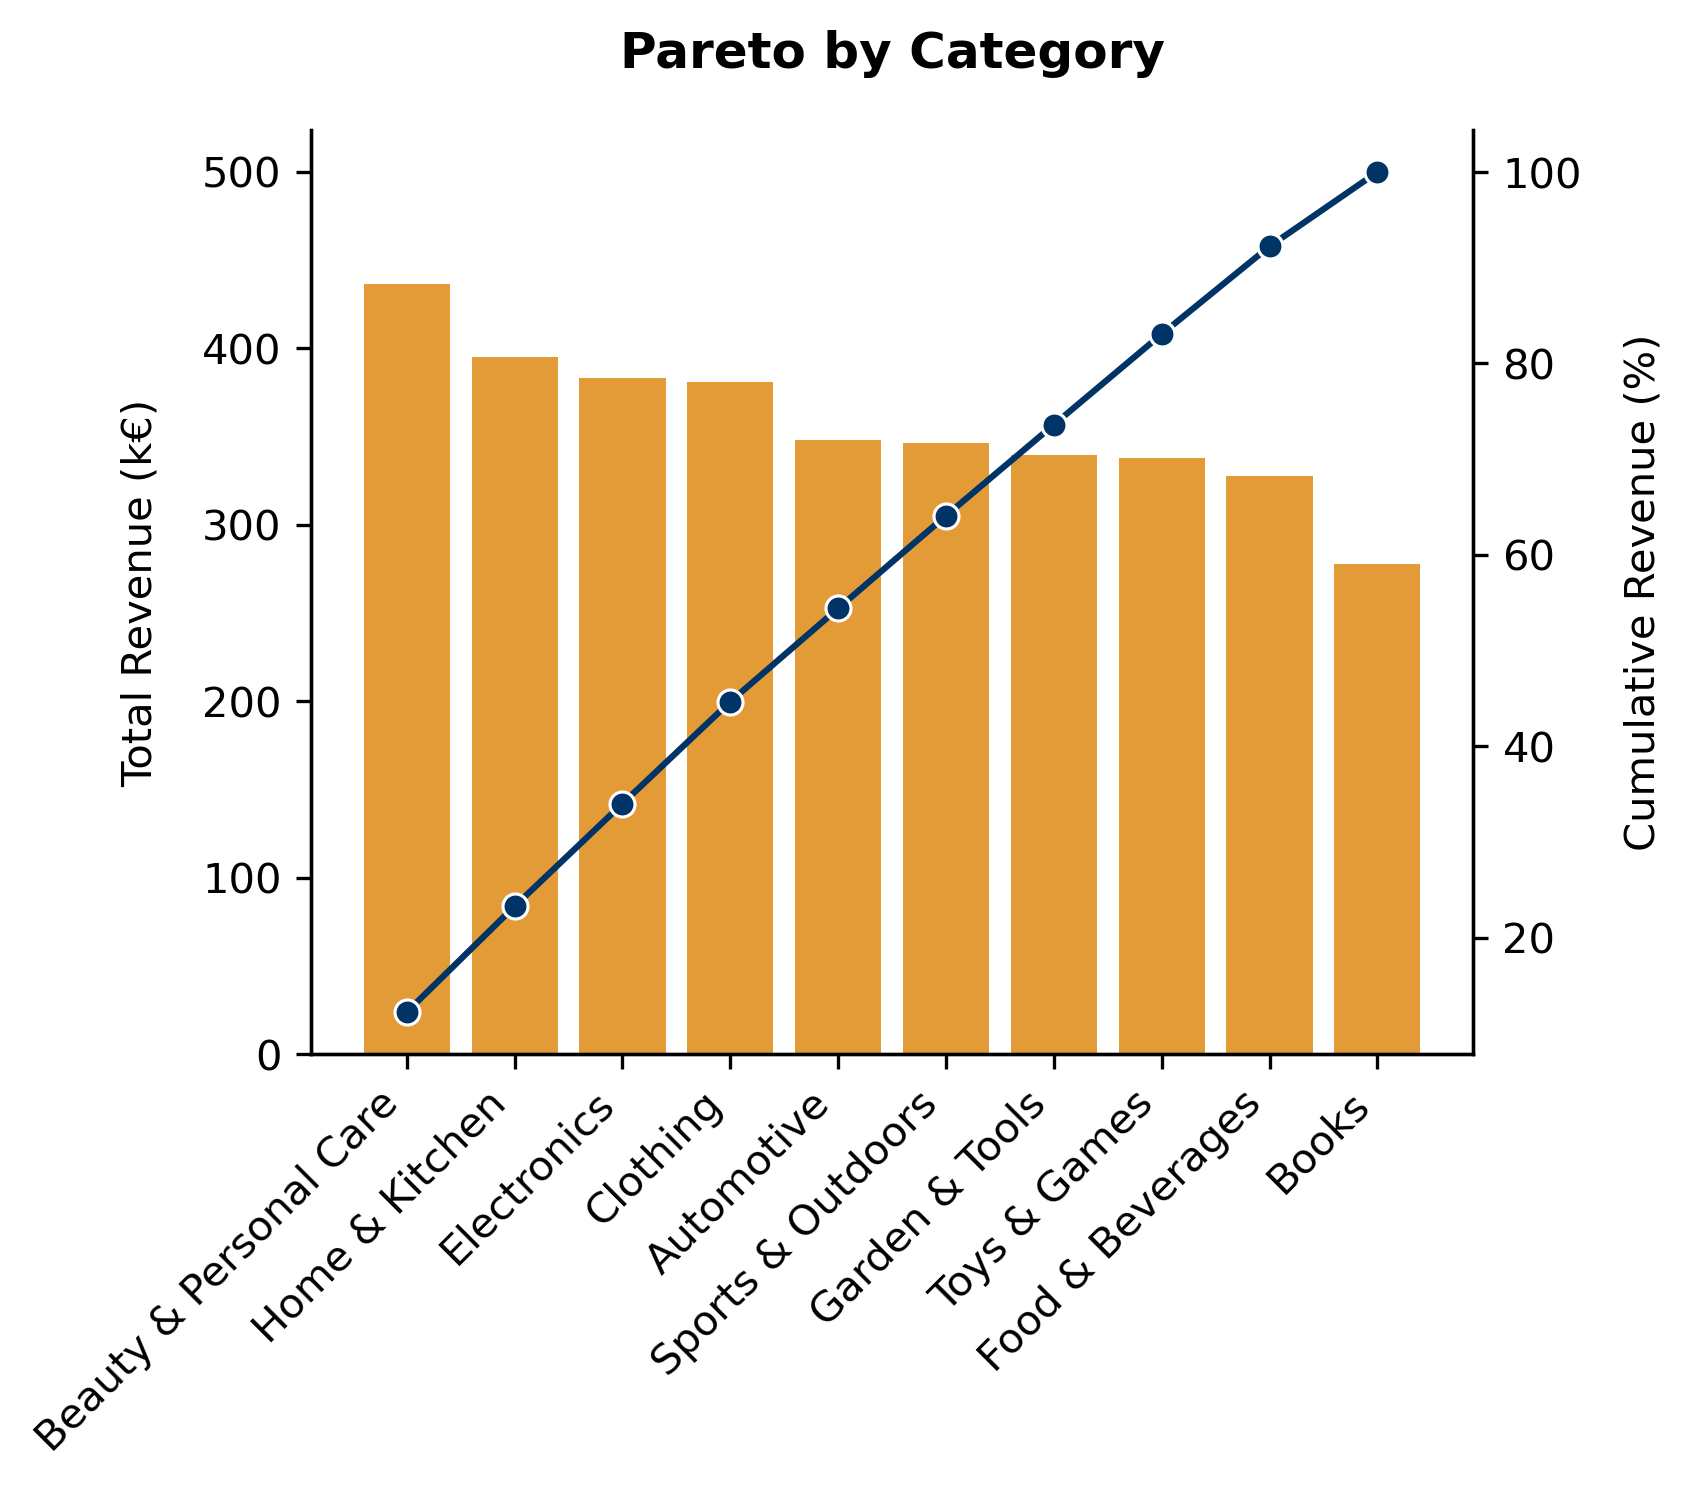 Pareto by Category
Total Revenue (k€)
500
400
300
200
100
0
Cumulative Revenue (%)
100
80
60
40
20
Beauty & Personal Care
Home & Kitchen
Electronics
Clothing
Automotive
Sports & Outdoors
Garden & Tools
Toys & Games
Food & Beverages
Books